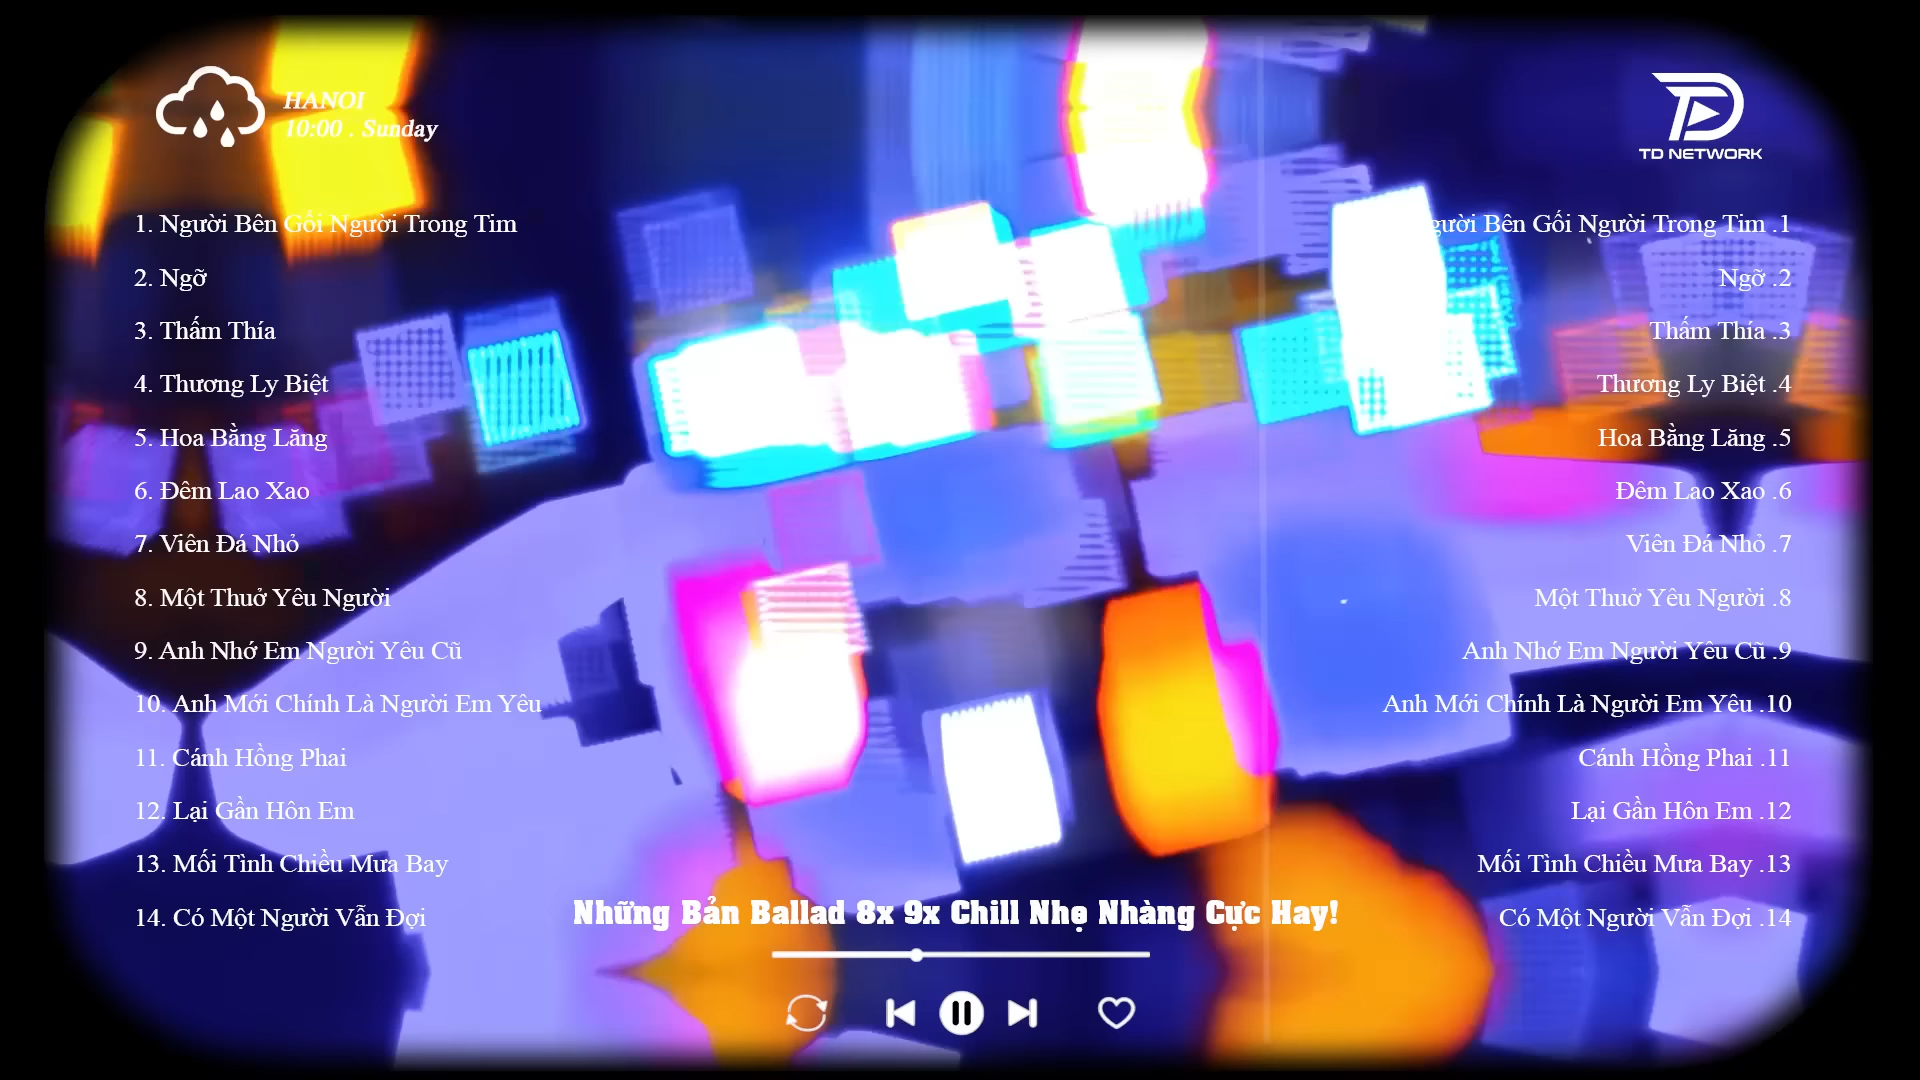 HANOI
10:00 . Sunday
TD NETWORK
1. Người Bên Gối Người Trong Tim
2. Ngỡ
3. Thấm Thía
4. Thương Ly Biệt
5. Hoa Bằng Lăng
6. Đêm Lao Xao
7. Viên Đá Nhỏ
8. Một Thuở Yêu Người
9. Anh Nhớ Em Người Yêu Cũ
10. Anh Mới Chính Là Người Em Yêu
11. Cánh Hồng Phai
12. Lại Gần Hôn Em
13. Mối Tình Chiều Mưa Bay
14. Có Một Người Vẫn Đợi
Bên Gối Người Trong Tim .1
Ngỡ .2
Thấm Thía .3
Thương Ly Biệt .4
Hoa Bằng Lăng .5
Đêm Lao Xao .6
Viên Đá Nhỏ .7
Một Thuở Yêu Người .8
Anh Nhớ Em Người Yêu Cũ .9
Anh Mới Chính Là Người Em Yêu .10
Cánh Hồng Phai .11
Lại Gần Hôn Em .12
Mối Tình Chiều Mưa Bay .13
Có Một Người Vẫn Đợi .14
Những Bản Ballad 8x 9x Chill Nhẹ Nhàng Cực Hay!